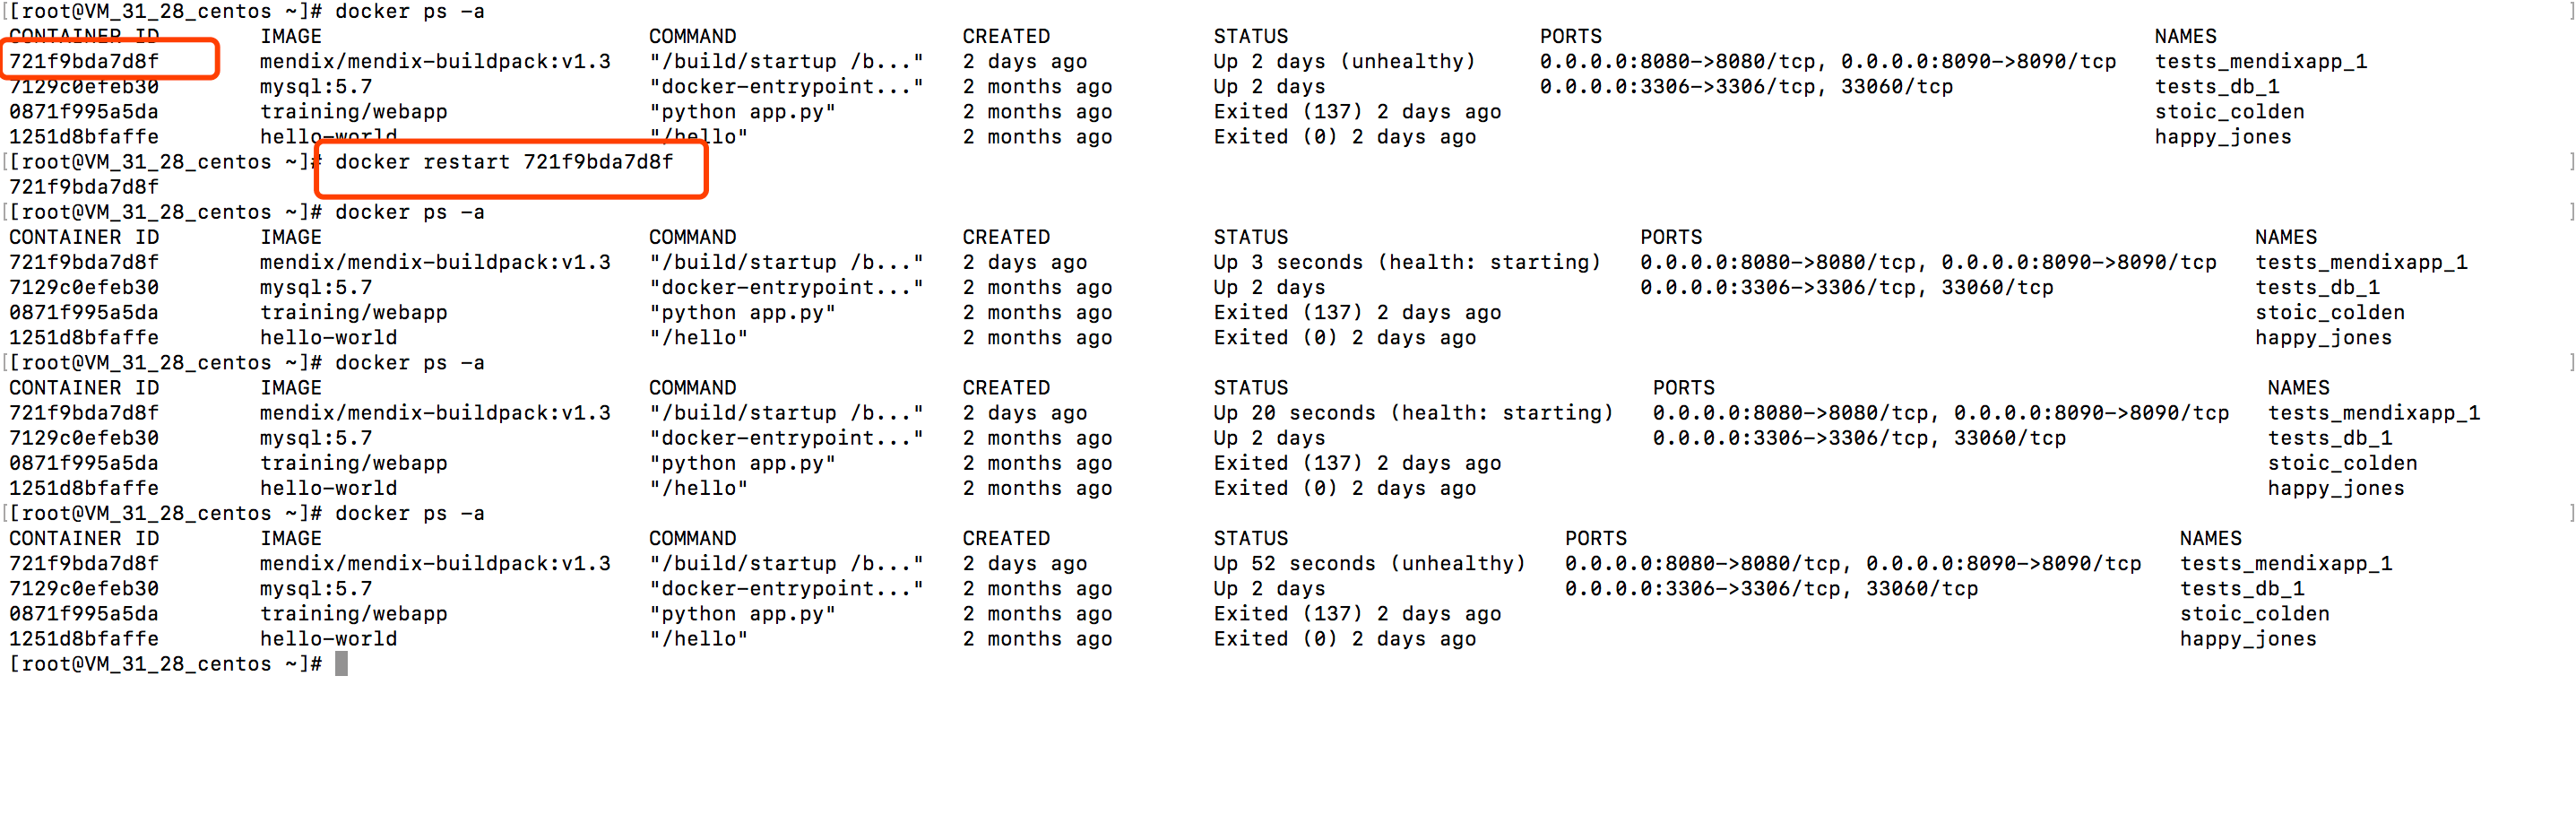 [[root@VM_31_28_centos ~]# docker ps -a ]
CONTAINER ID IMAGE COMMAND CREATED STATUS PORTS NAMES
721f9bda7d8f mendix/mendix-buildpack:v1.3 "/build/startup /b..." 2 days ago Up 2 days (unhealthy) 0.0.0.0:8080->8080/tcp, 0.0.0.0:8090->8090/tcp tests_mendixapp_1
7129c0efeb30 mysql:5.7 "docker-entrypoint..." 2 months ago Up 2 days 0.0.0.0:3306->3306/tcp, 33060/tcp tests_db_1
0871f995a5da training/webapp "python app.py" 2 months ago Exited (137) 2 days ago stoic_colden
1251d8bfaffe hello-world "/hello" 2 months ago Exited (0) 2 days ago happy_jones
[[root@VM_31_28_centos ~]# docker restart 721f9bda7d8f ]
721f9bda7d8f
[[root@VM_31_28_centos ~]# docker ps -a ]
CONTAINER ID IMAGE COMMAND CREATED STATUS PORTS NAMES
721f9bda7d8f mendix/mendix-buildpack:v1.3 "/build/startup /b..." 2 days ago Up 3 seconds (health: starting) 0.0.0.0:8080->8080/tcp, 0.0.0.0:8090->8090/tcp tests_mendixapp_1
7129c0efeb30 mysql:5.7 "docker-entrypoint..." 2 months ago Up 2 days 0.0.0.0:3306->3306/tcp, 33060/tcp tests_db_1
0871f995a5da training/webapp "python app.py" 2 months ago Exited (137) 2 days ago stoic_colden
1251d8bfaffe hello-world "/hello" 2 months ago Exited (0) 2 days ago happy_jones
[[root@VM_31_28_centos ~]# docker ps -a ]
CONTAINER ID IMAGE COMMAND CREATED STATUS PORTS NAMES
721f9bda7d8f mendix/mendix-buildpack:v1.3 "/build/startup /b..." 2 days ago Up 20 seconds (health: starting) 0.0.0.0:8080->8080/tcp, 0.0.0.0:8090->8090/tcp tests_mendixapp_1
7129c0efeb30 mysql:5.7 "docker-entrypoint..." 2 months ago Up 2 days 0.0.0.0:3306->3306/tcp, 33060/tcp tests_db_1
0871f995a5da training/webapp "python app.py" 2 months ago Exited (137) 2 days ago stoic_colden
1251d8bfaffe hello-world "/hello" 2 months ago Exited (0) 2 days ago happy_jones
[[root@VM_31_28_centos ~]# docker ps -a ]
CONTAINER ID IMAGE COMMAND CREATED STATUS PORTS NAMES
721f9bda7d8f mendix/mendix-buildpack:v1.3 "/build/startup /b..." 2 days ago Up 52 seconds (unhealthy) 0.0.0.0:8080->8080/tcp, 0.0.0.0:8090->8090/tcp tests_mendixapp_1
7129c0efeb30 mysql:5.7 "docker-entrypoint..." 2 months ago Up 2 days 0.0.0.0:3306->3306/tcp, 33060/tcp tests_db_1
0871f995a5da training/webapp "python app.py" 2 months ago Exited (137) 2 days ago stoic_colden
1251d8bfaffe hello-world "/hello" 2 months ago Exited (0) 2 days ago happy_jones
[root@VM_31_28_centos ~]#